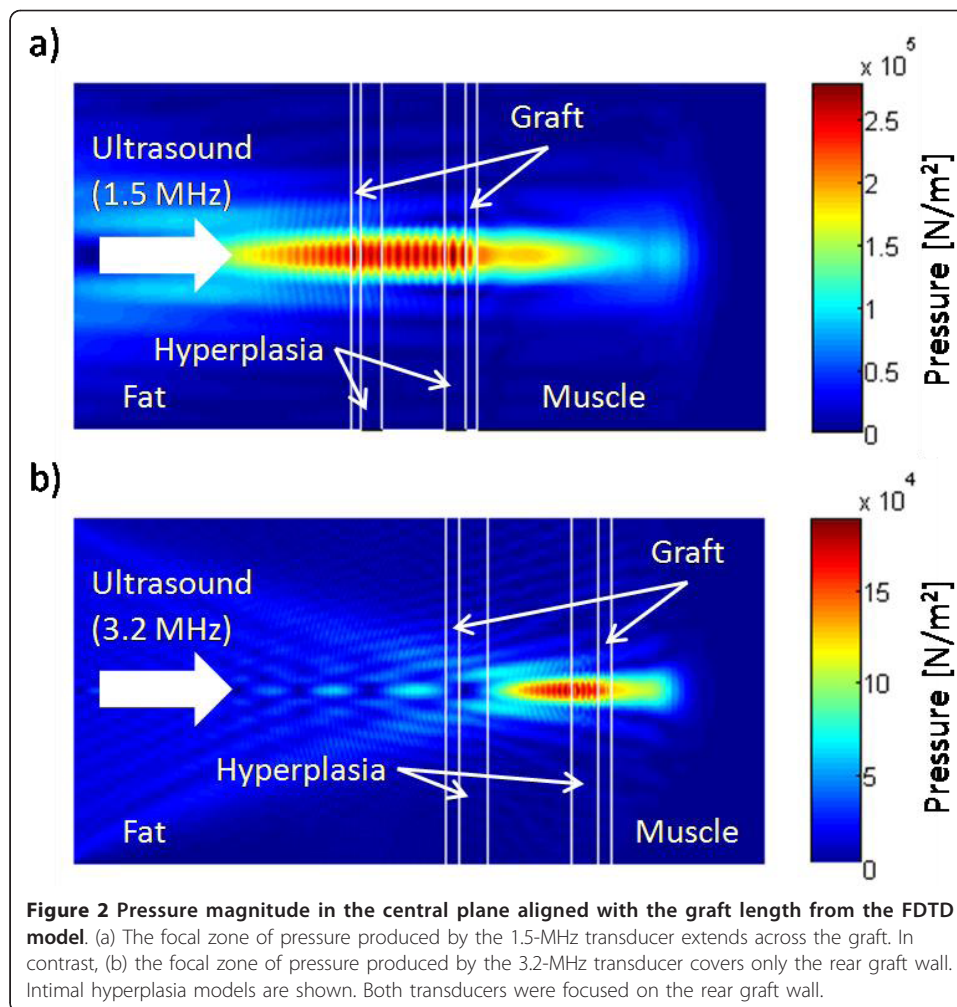 a)
x 10⁵
Ultrasound
(1.5 MHz)
Graft
Hyperplasia
Fat
Muscle
2.5
2
1.5
1
0.5
0
Pressure [N/m²]
b)
x 10⁴
Ultrasound
(3.2 MHz)
Graft
Hyperplasia
Fat
Muscle
15
10
5
0
Pressure [N/m²]
Figure 2 Pressure magnitude in the central plane aligned with the graft length from the FDTD
model. (a) The focal zone of pressure produced by the 1.5-MHz transducer extends across the graft. In
contrast, (b) the focal zone of pressure produced by the 3.2-MHz transducer covers only the rear graft wall.
Intimal hyperplasia models are shown. Both transducers were focused on the rear graft wall.